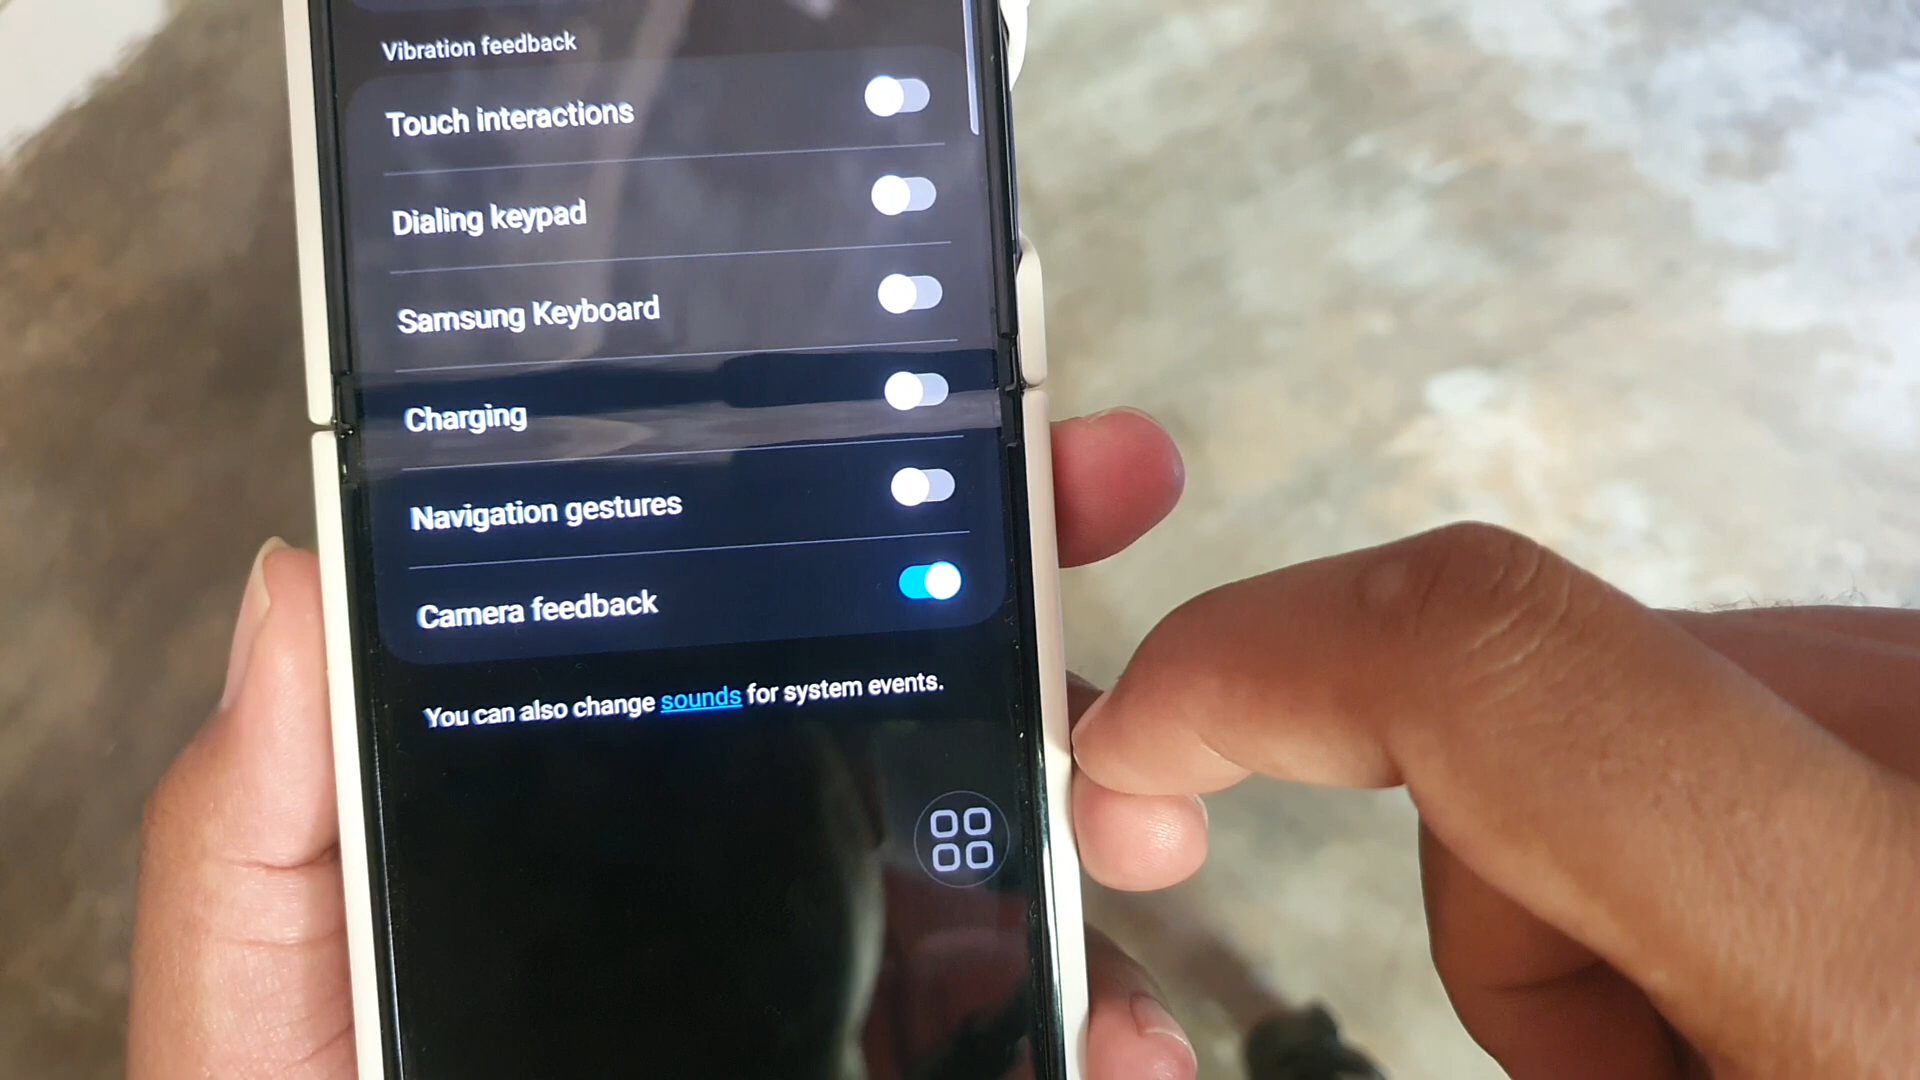 Vibration feedback
Touch interactions
Dialing keypad
Samsung Keyboard
Charging
Navigation gestures
Camera feedback
You can also change sounds for system events.